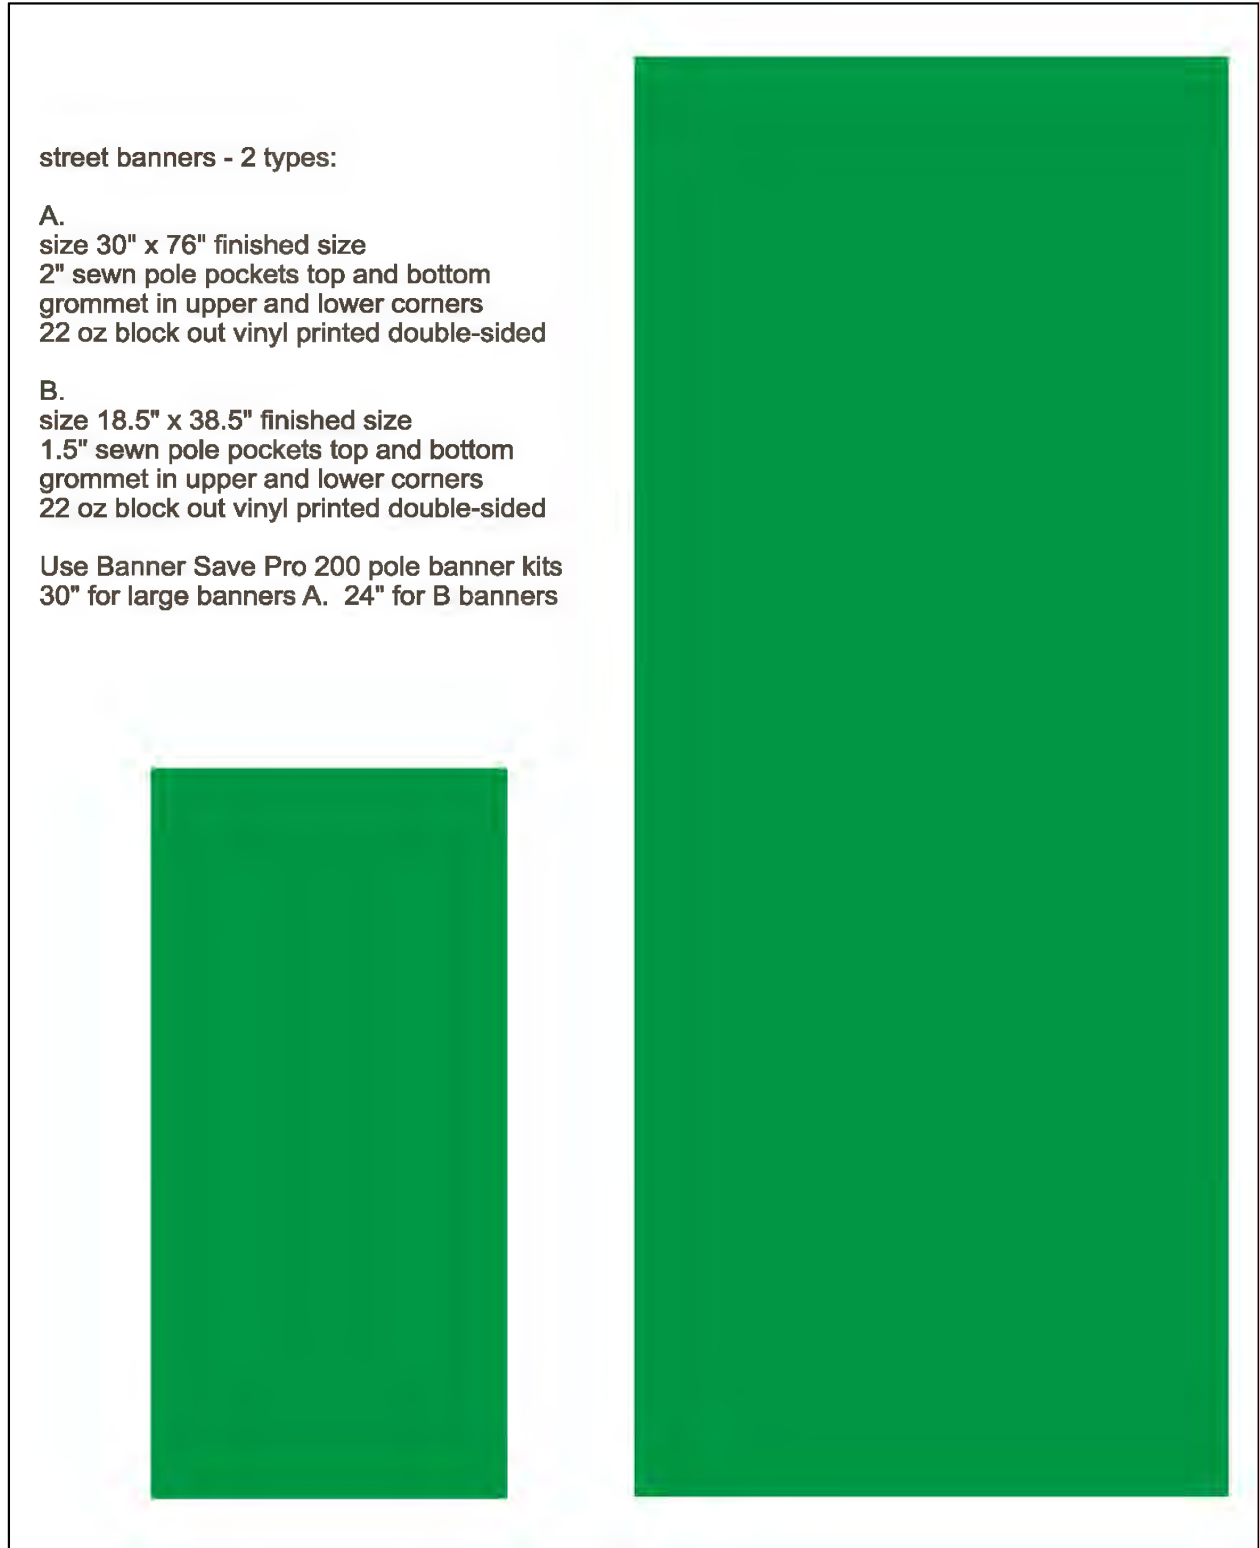 street banners - 2 types:
A.
size 30" x 76" finished size
2" sewn pole pockets top and bottom
grommet in upper and lower corners
22 oz block out vinyl printed double-sided
B.
size 18.5" x 38.5" finished size
1.5" sewn pole pockets top and bottom
grommet in upper and lower corners
22 oz block out vinyl printed double-sided
Use Banner Save Pro 200 pole banner kits
30" for large banners A.  24" for B banners